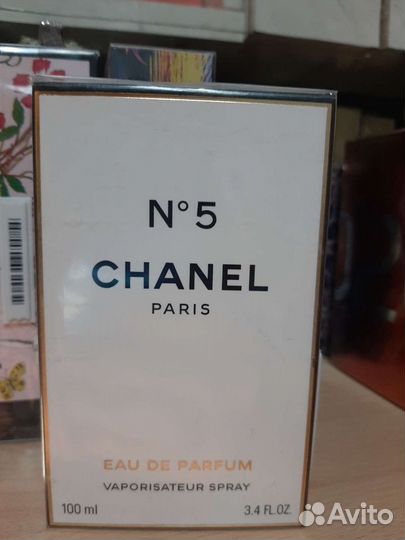 N° 5
CHANEL
PARIS
EAU DE PARFUM
VAPORISATEUR SPRAY
100 ml 3.4 FL.OZ.
Avito